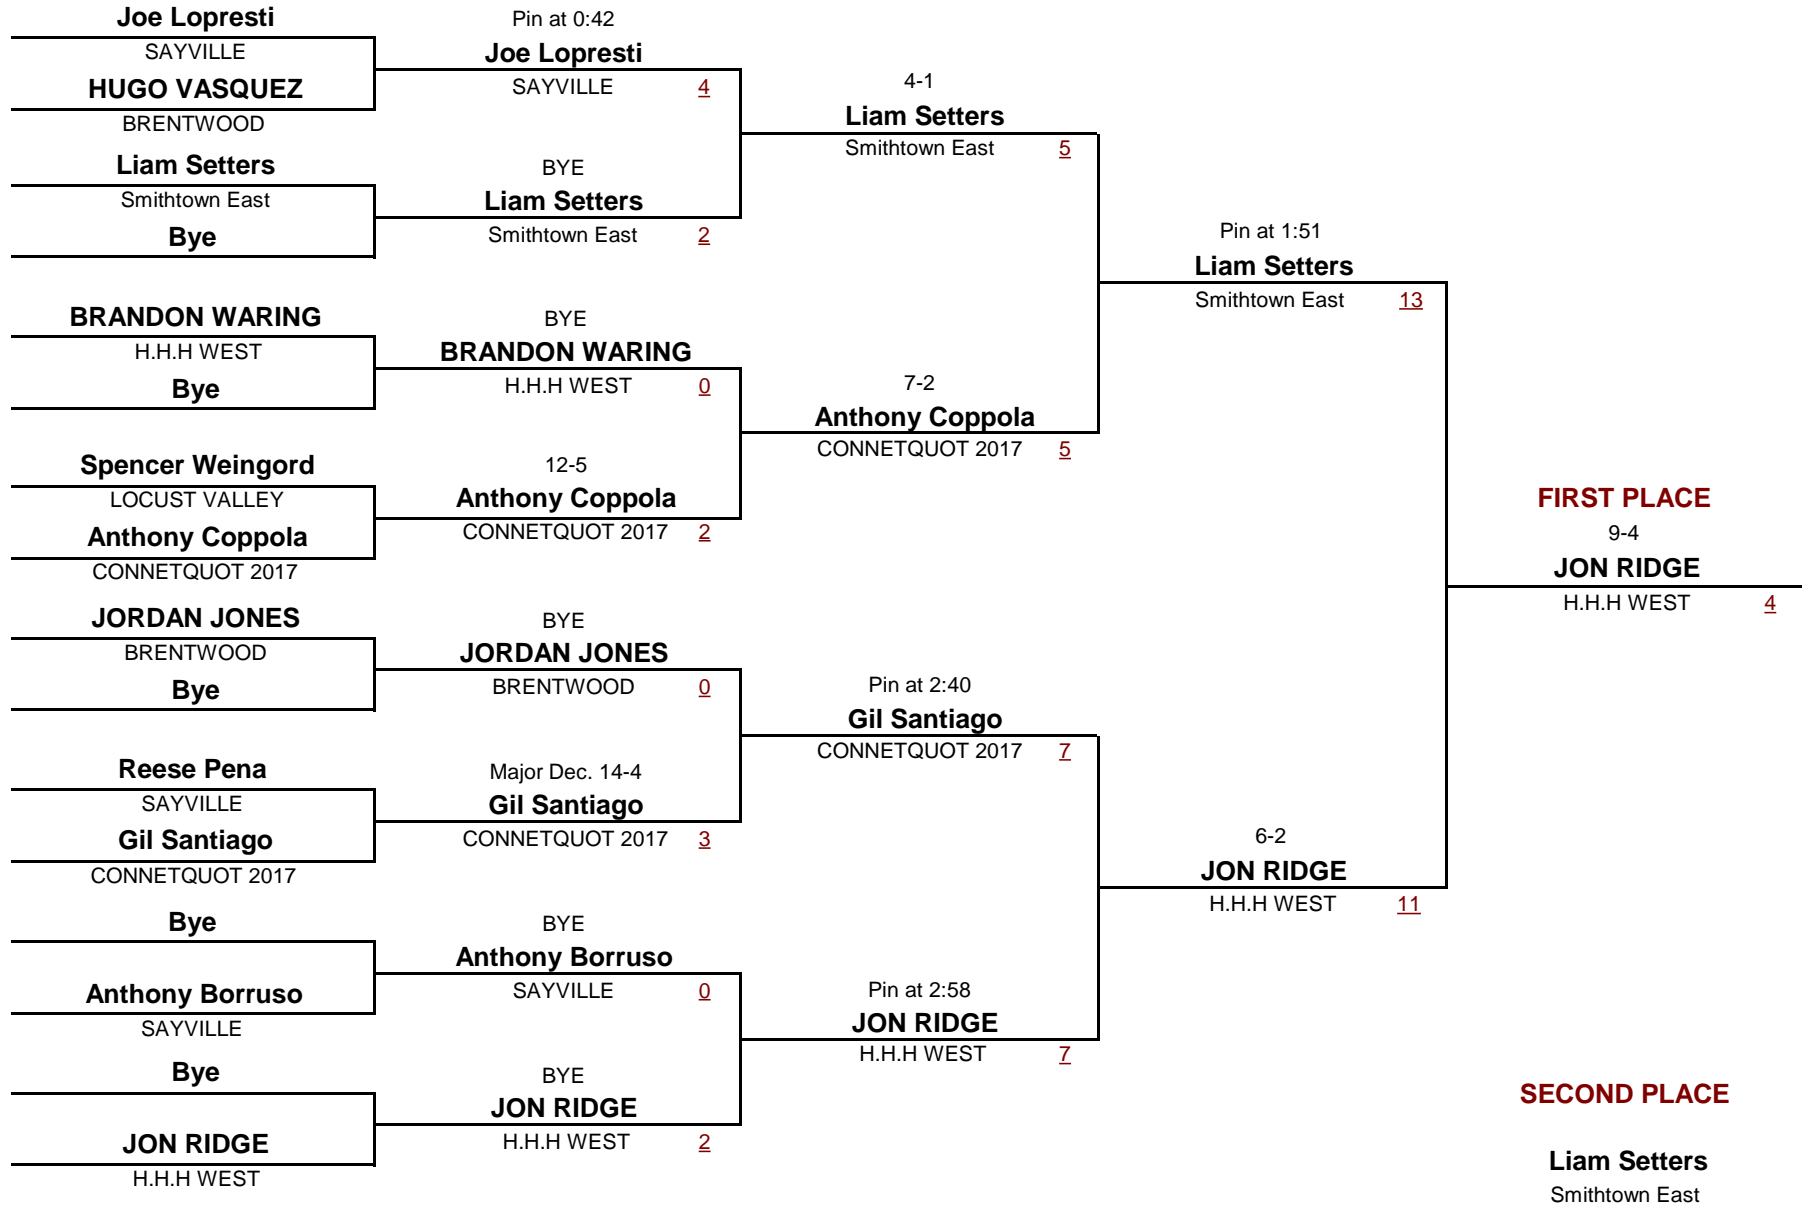 Joe Lopresti
SAYVILLE
HUGO VASQUEZ
BRENTWOOD
Liam Setters
Smithtown East
Bye
BRANDON WARING
H.H.H WEST
Bye
Spencer Weingord
LOCUST VALLEY
Anthony Coppola
CONNETQUOT 2017
JORDAN JONES
BRENTWOOD
Bye
Reese Pena
SAYVILLE
Gil Santiago
CONNETQUOT 2017
Bye
Anthony Borruso
SAYVILLE
Bye
JON RIDGE
H.H.H WEST
Pin at 0:42
Joe Lopresti
SAYVILLE 4
BYE
Liam Setters
Smithtown East 2
BYE
BRANDON WARING
H.H.H WEST 0
12-5
Anthony Coppola
CONNETQUOT 2017 2
BYE
JORDAN JONES
BRENTWOOD 0
Major Dec. 14-4
Gil Santiago
CONNETQUOT 2017 3
BYE
Anthony Borruso
SAYVILLE 0
BYE
JON RIDGE
H.H.H WEST 2
4-1
Liam Setters
Smithtown East 5
7-2
Anthony Coppola
CONNETQUOT 2017 5
Pin at 2:40
Gil Santiago
CONNETQUOT 2017 7
Pin at 2:58
JON RIDGE
H.H.H WEST 7
Pin at 1:51
Liam Setters
Smithtown East 13
6-2
JON RIDGE
H.H.H WEST 11
FIRST PLACE
9-4
JON RIDGE
H.H.H WEST 4
SECOND PLACE
Liam Setters
Smithtown East